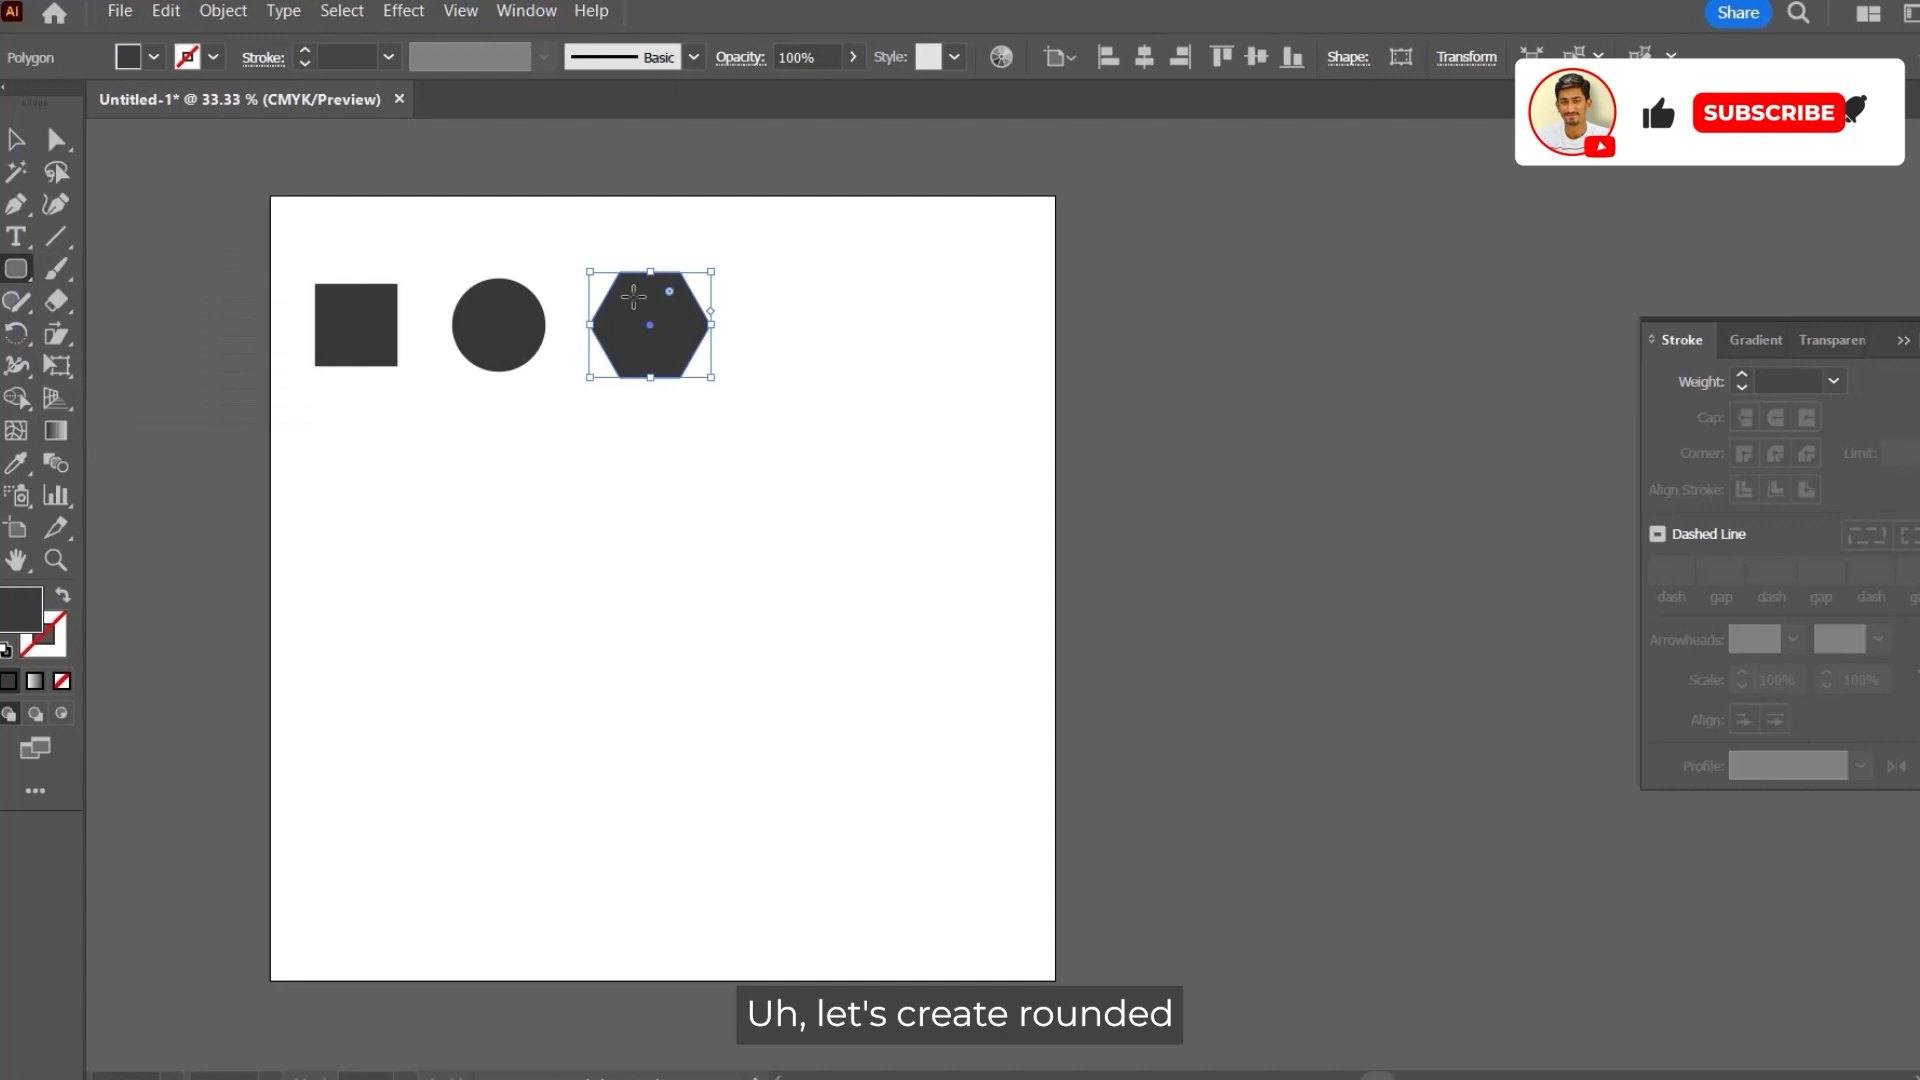 Ai File Edit Object Type Select Effect View Window Help Share
Polygon Stroke: Basic Opacity: 100% Style: Shape: Transform
Untitled-1* @ 33.33 % (CMYK/Preview) ×
SUBSCRIBE
Stroke Gradient Transparen
Weight:
Cap:
Corner: Limit:
Align Stroke:
Dashed Line
dash gap dash gap dash
Arrowheads:
Scale: 100% 100%
Align:
Profile:
Uh, let's create rounded